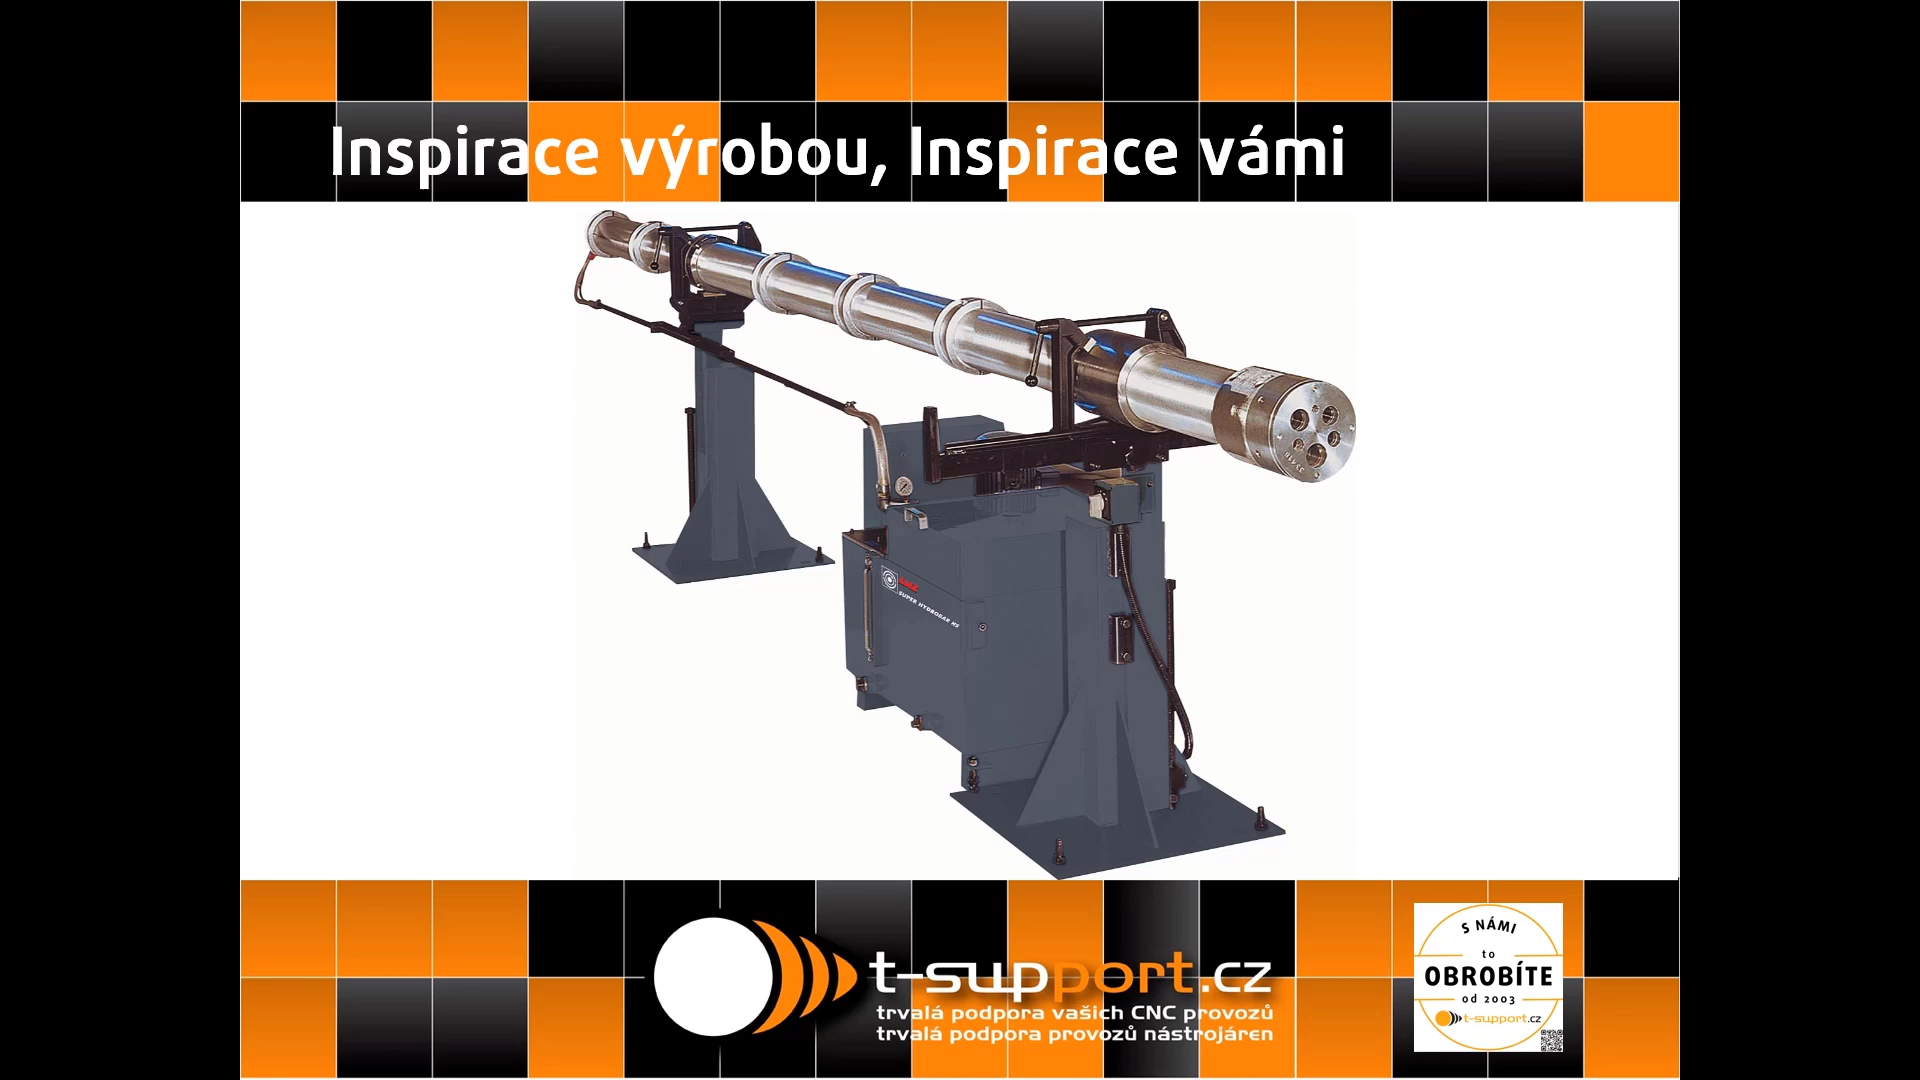 Inspirace výrobou, Inspirace vámi
SUPER HYDROBAR HS
t-support.cz
trvalá podpora vašich CNC provozů
trvalá podpora provozů nástrojáren
S NÁMI
to
OBROBÍTE
od 2003
t-support.cz